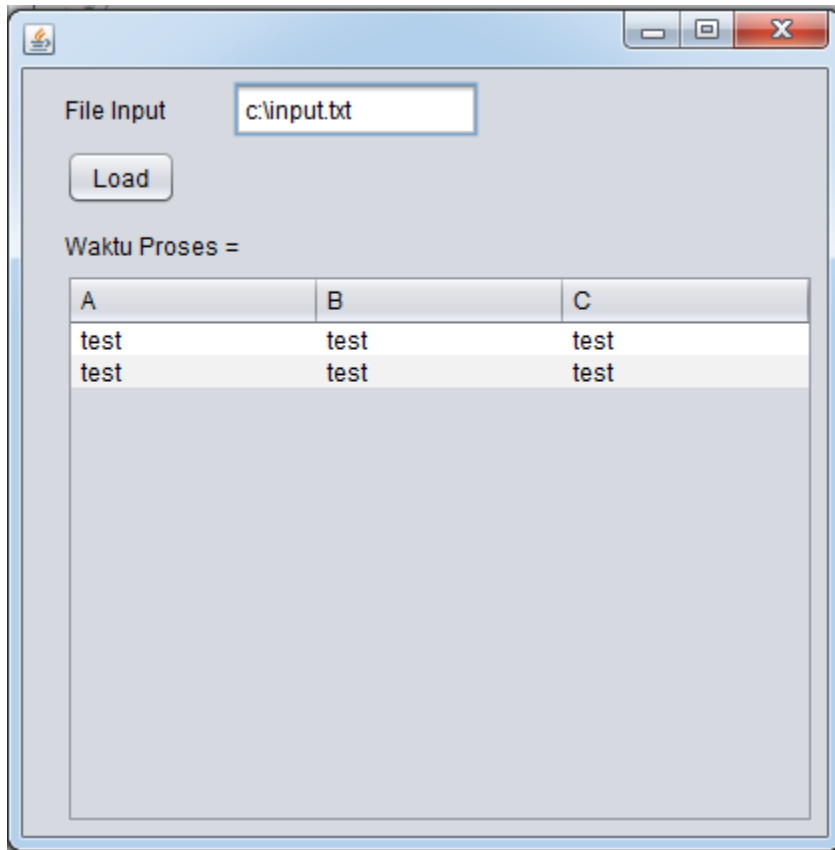 File Input c:\input.txt
Load
Waktu Proses =
A B C
test test test
test test test